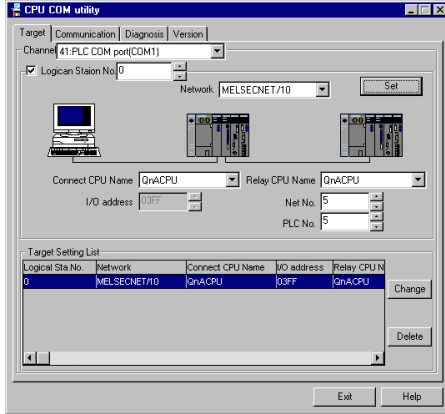 CPU COM utility
Target Communication Diagnosis Version
Channel 41:PLC COM port(COM1)
Logican Staion No. 0
Network MELSECNET/10 Set
Connect CPU Name QnACPU Relay CPU Name QnACPU
I/O address 03FF Net No. 5
PLC No. 5
Target Setting List
Logical Sta.No. Network Connect CPU Name I/O address Relay CPU N
0 MELSECNET/10 QnACPU 03FF QnACPU
Change
Delete
Exit Help